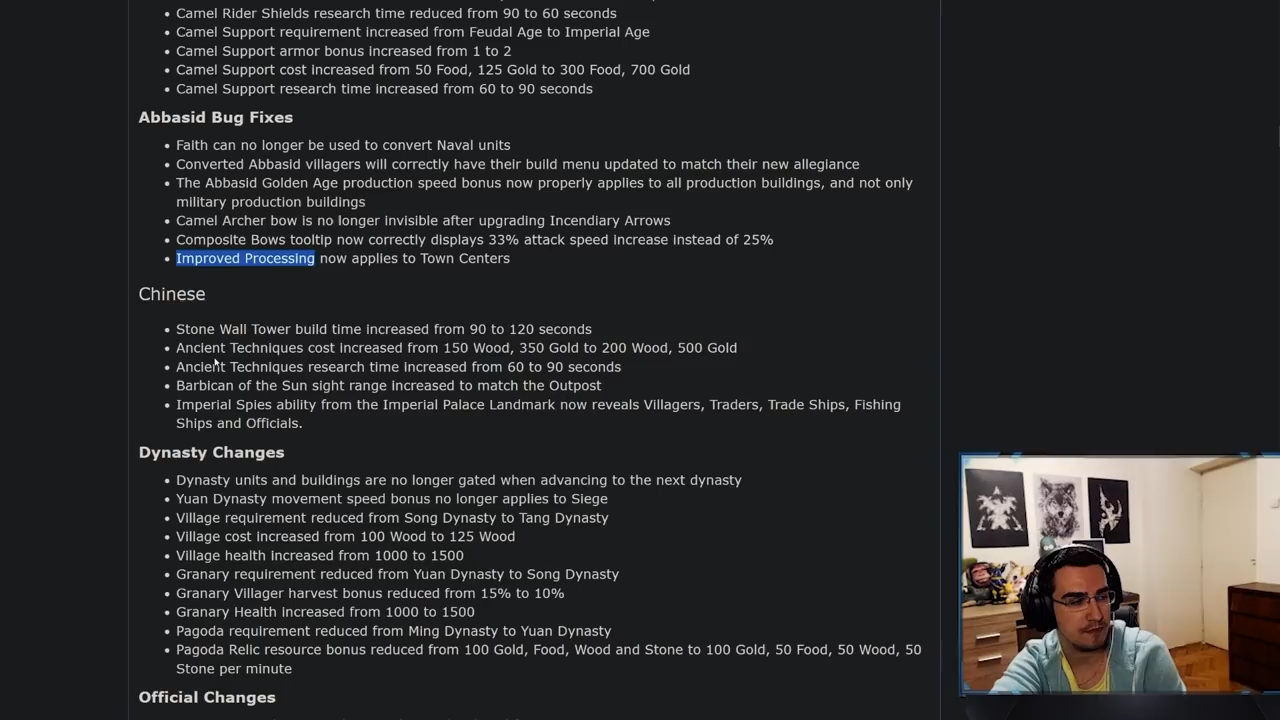 Camel Rider Shields research time reduced from 90 to 60 seconds
Camel Support requirement increased from Feudal Age to Imperial Age
Camel Support armor bonus increased from 1 to 2
Camel Support cost increased from 50 Food, 125 Gold to 300 Food, 700 Gold
Camel Support research time increased from 60 to 90 seconds
Abbasid Bug Fixes
Faith can no longer be used to convert Naval units
Converted Abbasid villagers will correctly have their build menu updated to match their new allegiance
The Abbasid Golden Age production speed bonus now properly applies to all production buildings, and not only
military production buildings
Camel Archer bow is no longer invisible after upgrading Incendiary Arrows
Composite Bows tooltip now correctly displays 33% attack speed increase instead of 25%
Improved Processing now applies to Town Centers
Chinese
Stone Wall Tower build time increased from 90 to 120 seconds
Ancient Techniques cost increased from 150 Wood, 350 Gold to 200 Wood, 500 Gold
Ancient Techniques research time increased from 60 to 90 seconds
Barbican of the Sun sight range increased to match the Outpost
Imperial Spies ability from the Imperial Palace Landmark now reveals Villagers, Traders, Trade Ships, Fishing
Ships and Officials.
Dynasty Changes
Dynasty units and buildings are no longer gated when advancing to the next dynasty
Yuan Dynasty movement speed bonus no longer applies to Siege
Village requirement reduced from Song Dynasty to Tang Dynasty
Village cost increased from 100 Wood to 125 Wood
Village health increased from 1000 to 1500
Granary requirement reduced from Yuan Dynasty to Song Dynasty
Granary Villager harvest bonus reduced from 15% to 10%
Granary Health increased from 1000 to 1500
Pagoda requirement reduced from Ming Dynasty to Yuan Dynasty
Pagoda Relic resource bonus reduced from 100 Gold, Food, Wood and Stone to 100 Gold, 50 Food, 50 Wood, 50
Stone per minute
Official Changes